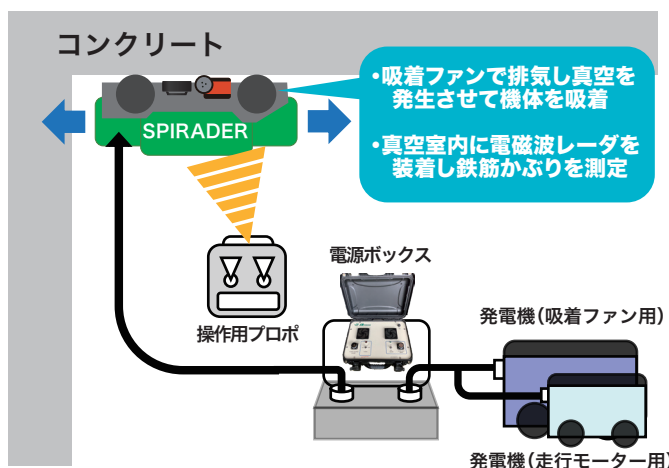 コンクリート
・吸着ファンで排気し真空を
発生させて機体を吸着
・真空室内に電磁波レーダを
装着し鉄筋かぶりを測定
SPIRADER
電源ボックス
操作用プロポ
発電機(吸着ファン用)
発電機(走行モーター用)